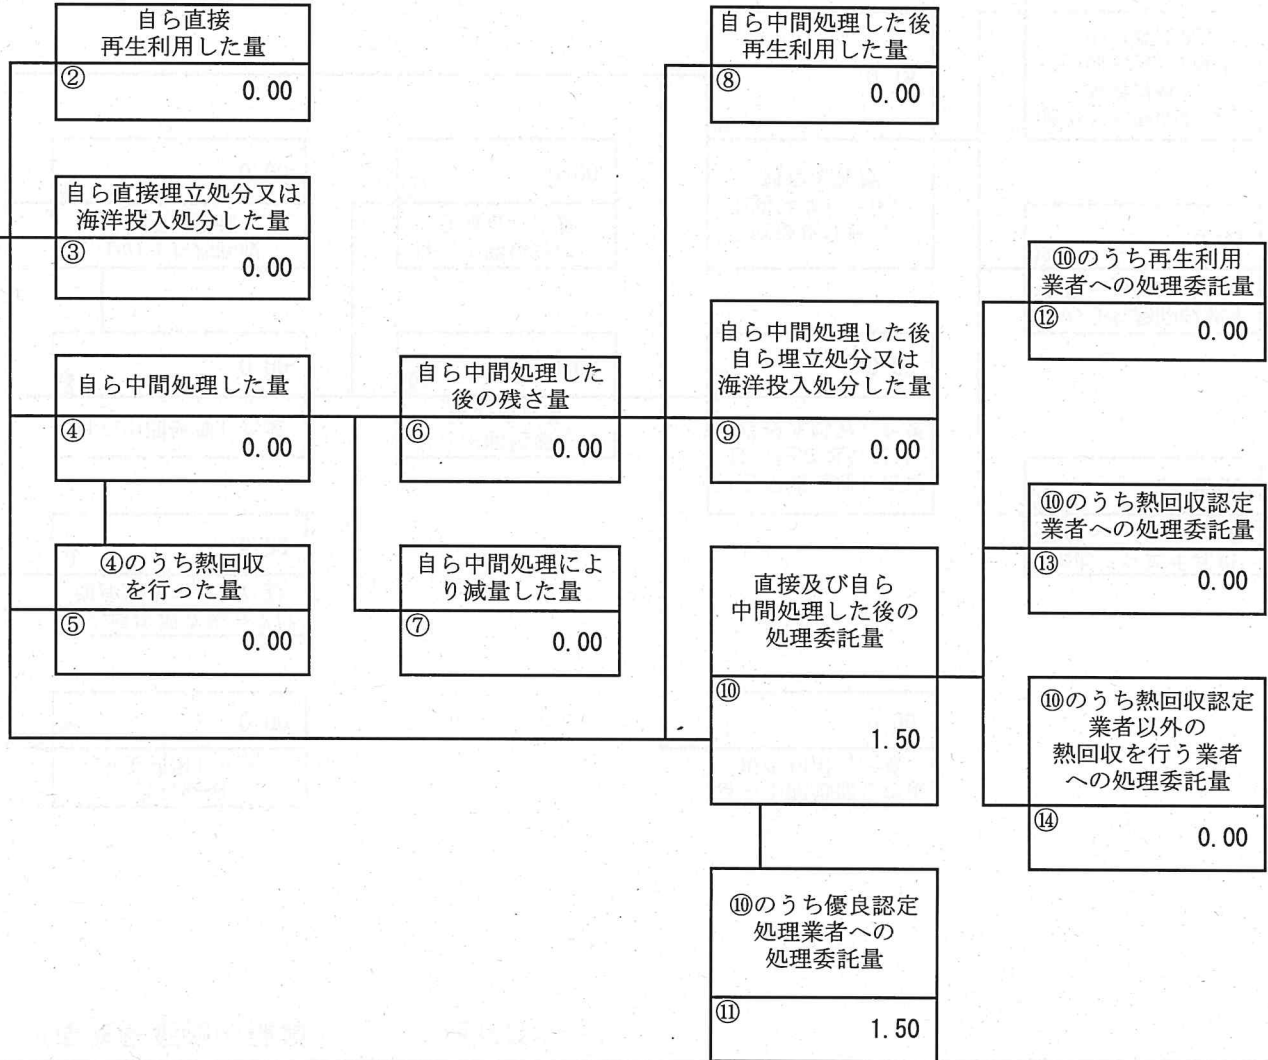 自ら直接
再生利用した量
②
0.00
自ら直接埋立処分又は
海洋投入処分した量
③
0.00
自ら中間処理した量
④
0.00
④のうち熱回収
を行った量
⑤
0.00
自ら中間処理した
後の残さ量
⑥
0.00
自ら中間処理によ
り減量した量
⑦
0.00
自ら中間処理した後
再生利用した量
⑧
0.00
自ら中間処理した後
自ら埋立処分又は
海洋投入処分した量
⑨
0.00
直接及び自ら
中間処理した後の
処理委託量
⑩
1.50
⑩のうち優良認定
処理業者への
処理委託量
⑪
1.50
⑩のうち再生利用
業者への処理委託量
⑫
0.00
⑩のうち熱回収認定
業者への処理委託量
⑬
0.00
⑩のうち熱回収認定
業者以外の
熱回収を行う業者
への処理委託量
⑭
0.00